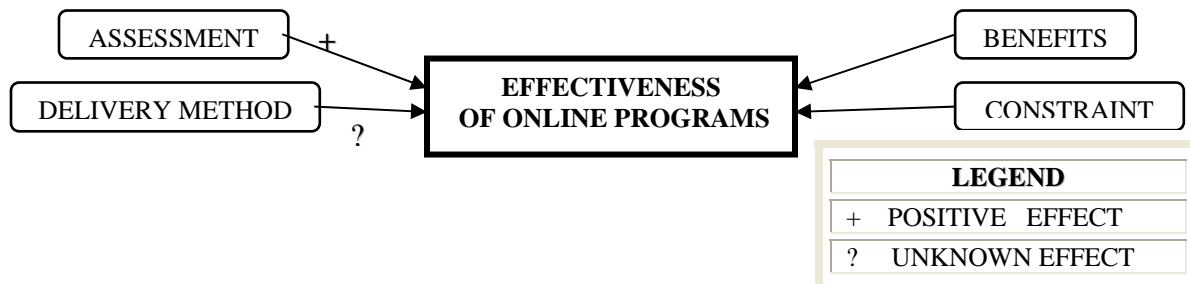 ASSESSMENT
+
DELIVERY METHOD
?
EFFECTIVENESS
OF ONLINE PROGRAMS
BENEFITS
CONSTRAINT
LEGEND
+ POSITIVE EFFECT
? UNKNOWN EFFECT